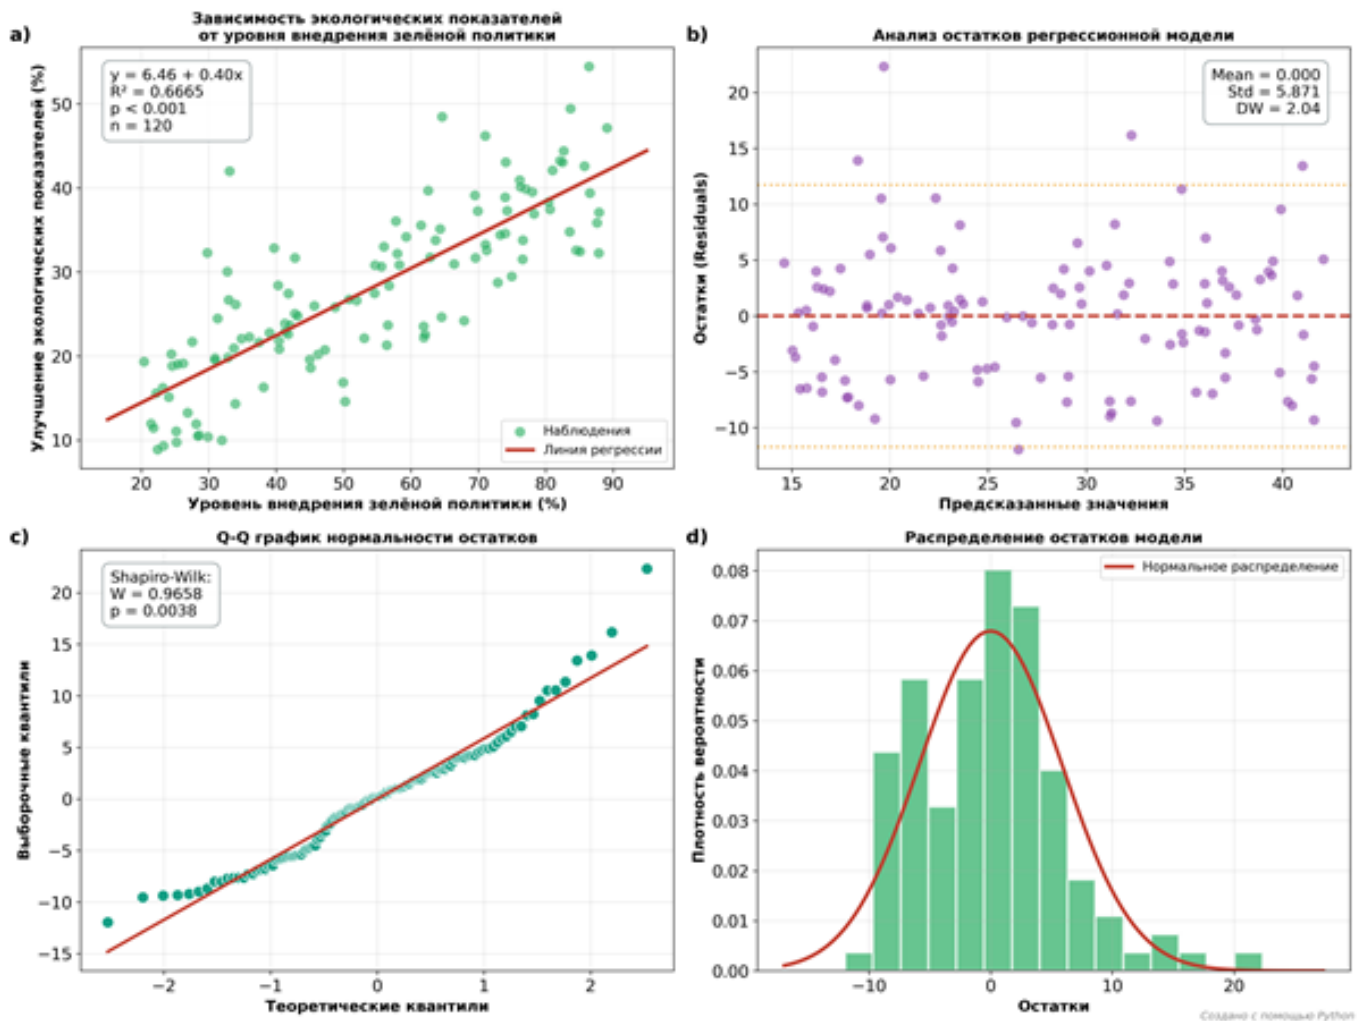 a)
Зависимость экологических показателей
от уровня внедрения зелёной политики
Улучшение экологических показателей (%)
y = 6.46 + 0.40x
R² = 0.6665
p < 0.001
n = 120
50
40
30
20
10
Наблюдения
Линия регрессии
20 30 40 50 60 70 80 90
Уровень внедрения зелёной политики (%)
b)
Анализ остатков регрессионной модели
Остатки (Residuals)
Mean = 0.000
Std = 5.871
DW = 2.04
20
15
10
5
0
−5
−10
15 20 25 30 35 40
Предсказанные значения
c)
Q-Q график нормальности остатков
Выборочные квантили
Shapiro-Wilk:
W = 0.9658
p = 0.0038
20
15
10
5
0
−5
−10
−15
−2 −1 0 1 2
Теоретические квантили
d)
Распределение остатков модели
Плотность вероятности
Нормальное распределение
0.08
0.07
0.06
0.05
0.04
0.03
0.02
0.01
0.00
−10 0 10 20
Остатки
Создано с помощью Python